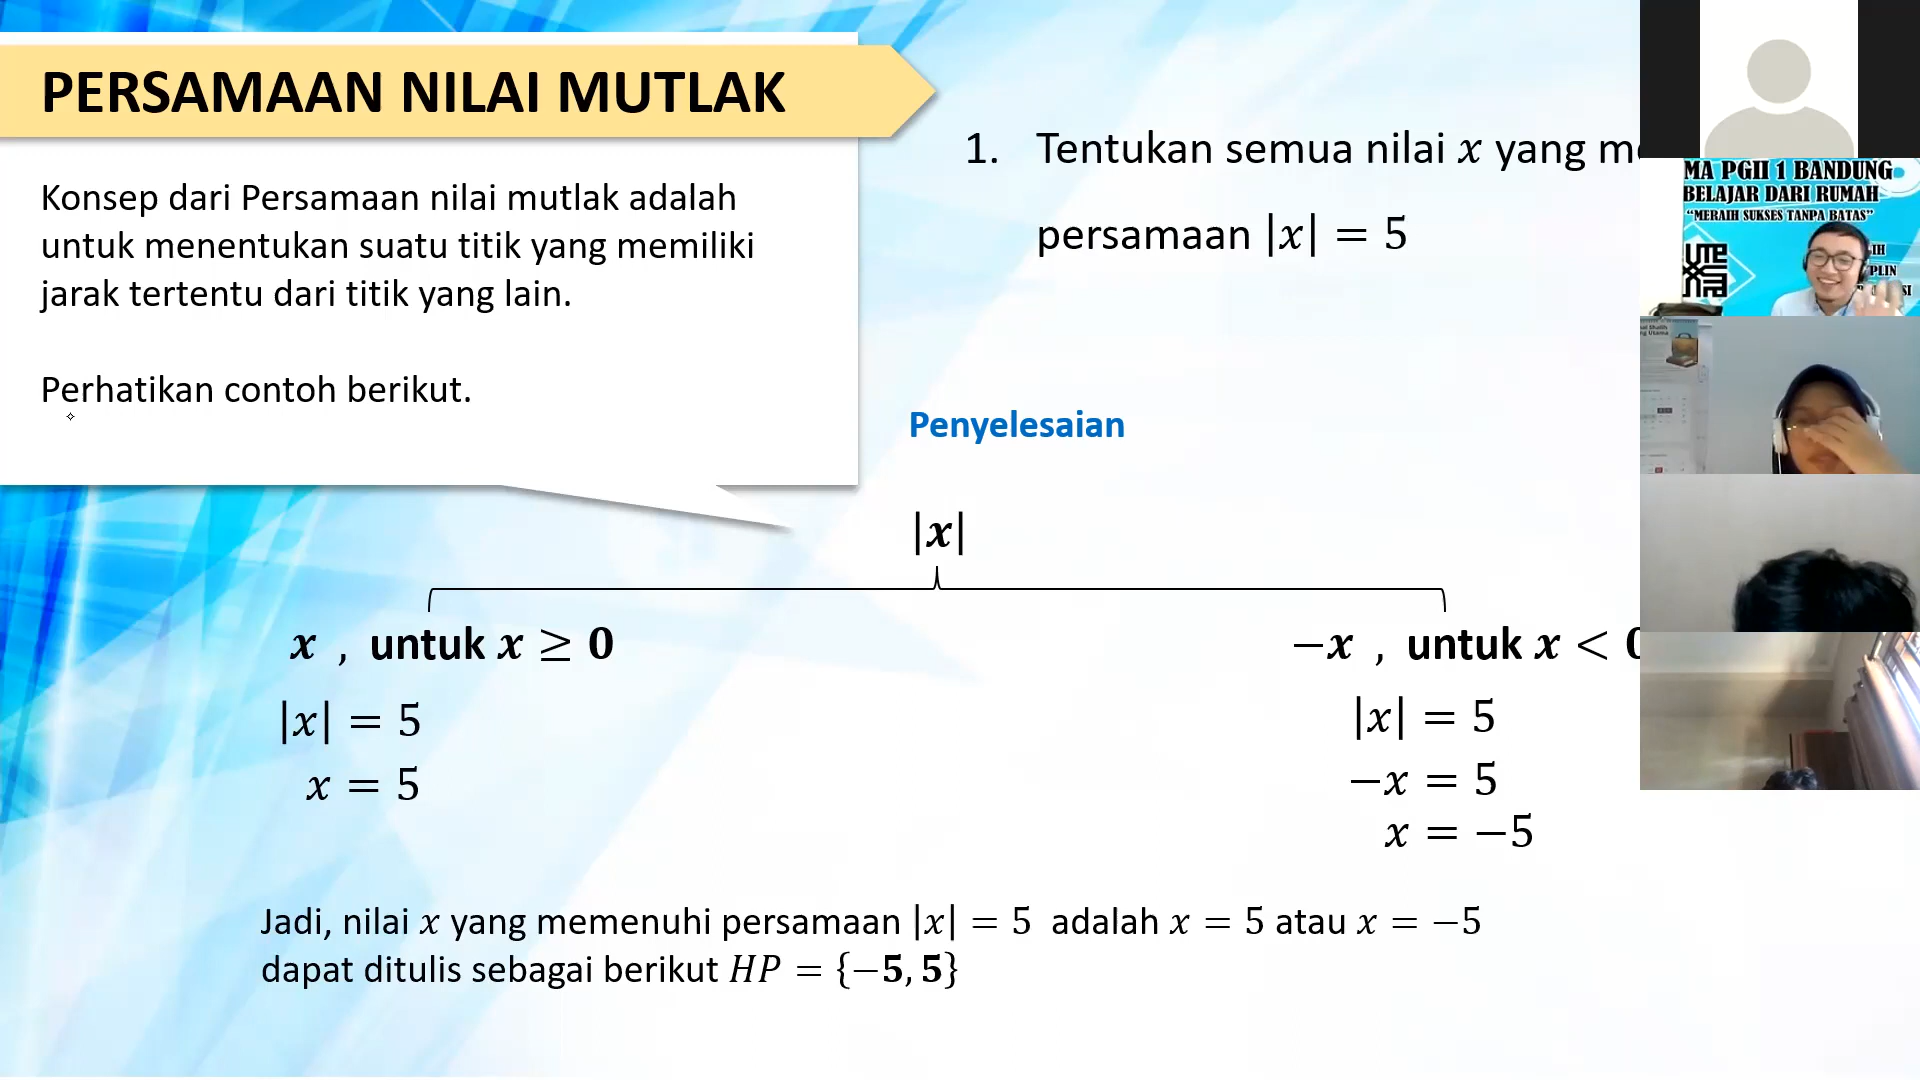 PERSAMAAN NILAI MUTLAK
Konsep dari Persamaan nilai mutlak adalah
untuk menentukan suatu titik yang memiliki
jarak tertentu dari titik yang lain.
Perhatikan contoh berikut.
1. Tentukan semua nilai x yang
persamaan |x| = 5
Penyelesaian
|x|
x , untuk x ≥ 0
|x| = 5
x = 5
−x , untuk x < 0
|x| = 5
−x = 5
x = −5
Jadi, nilai x yang memenuhi persamaan |x| = 5 adalah x = 5 atau x = −5
dapat ditulis sebagai berikut HP = {−5, 5}
MA PGII 1 BANDUNG
BELAJAR DARI RUMAH
“MERAIH SUKSES TANPA BATAS”